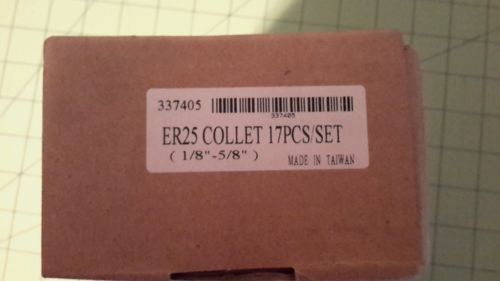 337405
337405
ER25 COLLET 17PCS/SET
( 1/8"-5/8" ) MADE IN TAIWAN